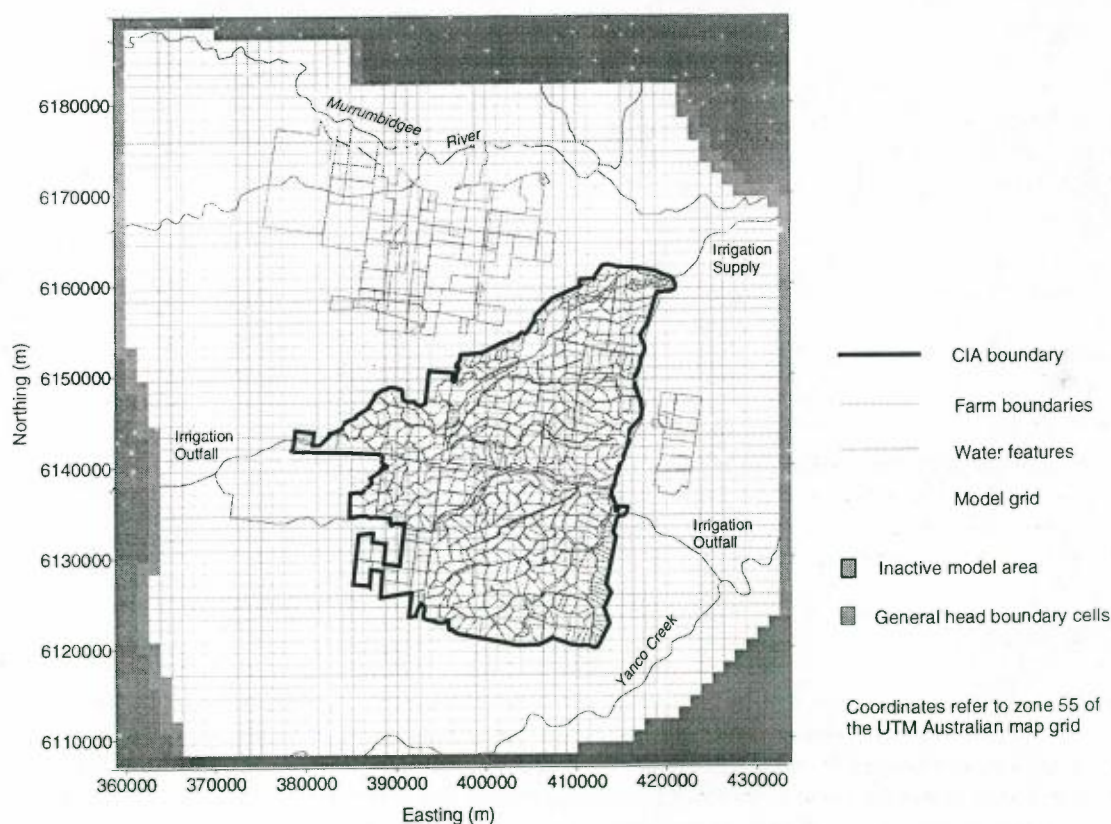 6180000
6170000
6160000
6150000
6140000
6130000
6120000
6110000
Northing (m)
360000
370000
380000
390000
400000
410000
420000
430000
Easting (m)
Murrumbidgee
River
Irrigation
Supply
Irrigation
Outfall
Irrigation
Outfall
Yanco Creek
CIA boundary
Farm boundaries
Water features
Model grid
Inactive model area
General head boundary cells
Coordinates refer to zone 55 of
the UTM Australian map grid